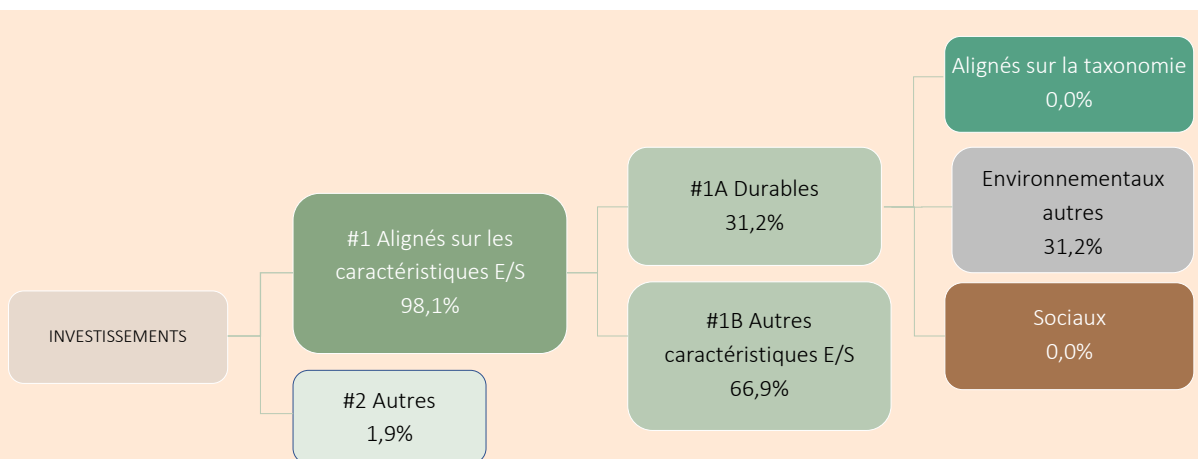 INVESTISSEMENTS
#1 Alignés sur les
caractéristiques E/S
98,1%
#2 Autres
1,9%
#1A Durables
31,2%
#1B Autres
caractéristiques E/S
66,9%
Alignés sur la taxonomie
0,0%
Environnementaux
autres
31,2%
Sociaux
0,0%